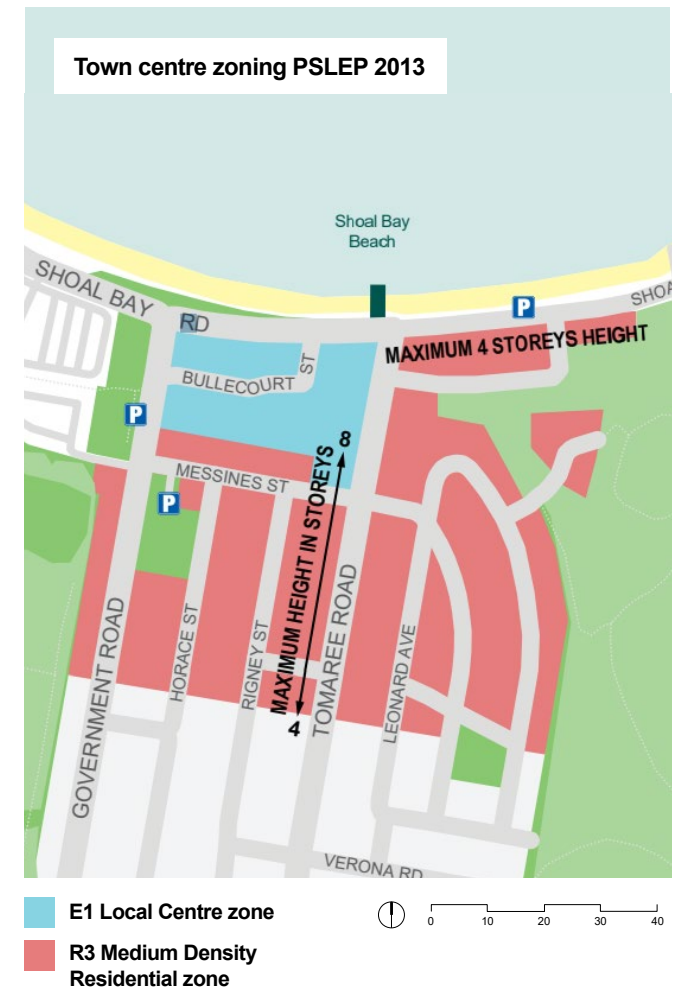 Town centre zoning PSLEP 2013
Shoal Bay
Beach
SHOAL BAY
RD
P
SHOA
MAXIMUM 4 STOREYS HEIGHT
BULLECOURT
ST
P
8
MESSINES ST
P
MAXIMUM HEIGHT IN STOREYS
GOVERNMENT ROAD
HORACE ST
RIGNEY ST
TOMAREE ROAD
LEONARD AVE
4
VERONA RD
E1 Local Centre zone
0 10 20 30 40
R3 Medium Density
Residential zone